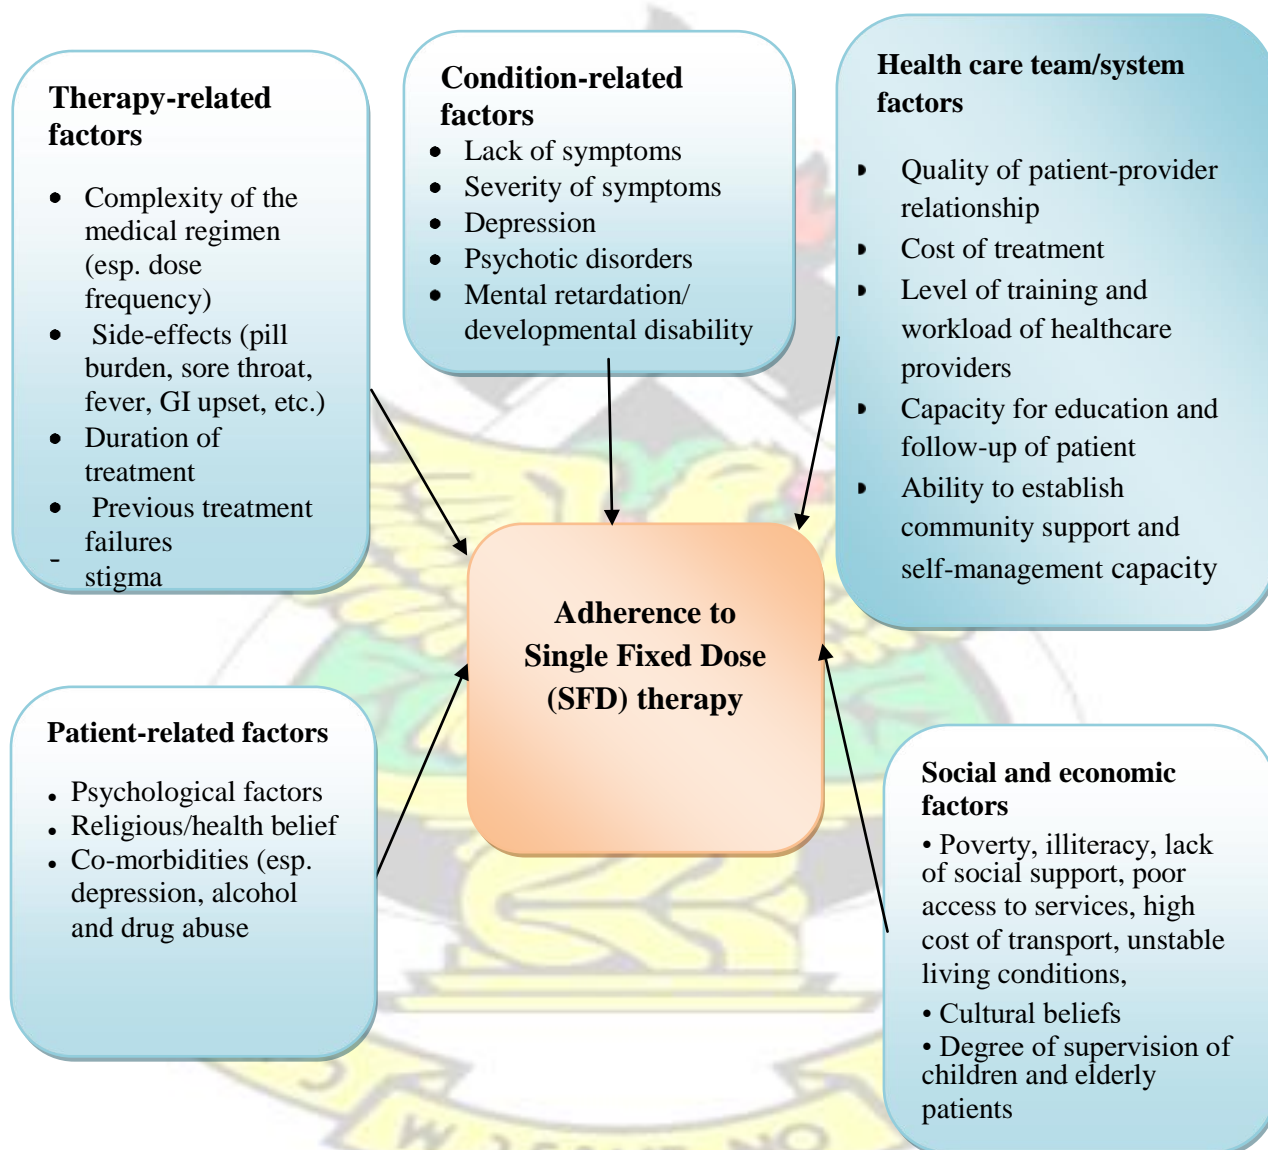 Therapy-related
factors
• Complexity of the
medical regimen
(esp. dose
frequency)
• Side-effects (pill
burden, sore throat,
fever, GI upset, etc.)
• Duration of
treatment
• Previous treatment
failures
- stigma
Condition-related
factors
• Lack of symptoms
• Severity of symptoms
• Depression
• Psychotic disorders
• Mental retardation/
developmental disability
Health care team/system
factors
• Quality of patient-provider
relationship
• Cost of treatment
• Level of training and
workload of healthcare
providers
• Capacity for education and
follow-up of patient
• Ability to establish
community support and
self-management capacity
Adherence to
Single Fixed Dose
(SFD) therapy
Patient-related factors
• Psychological factors
• Religious/health belief
• Co-morbidities (esp.
depression, alcohol
and drug abuse
Social and economic
factors
• Poverty, illiteracy, lack
of social support, poor
access to services, high
cost of transport, unstable
living conditions,
• Cultural beliefs
• Degree of supervision of
children and elderly
patients